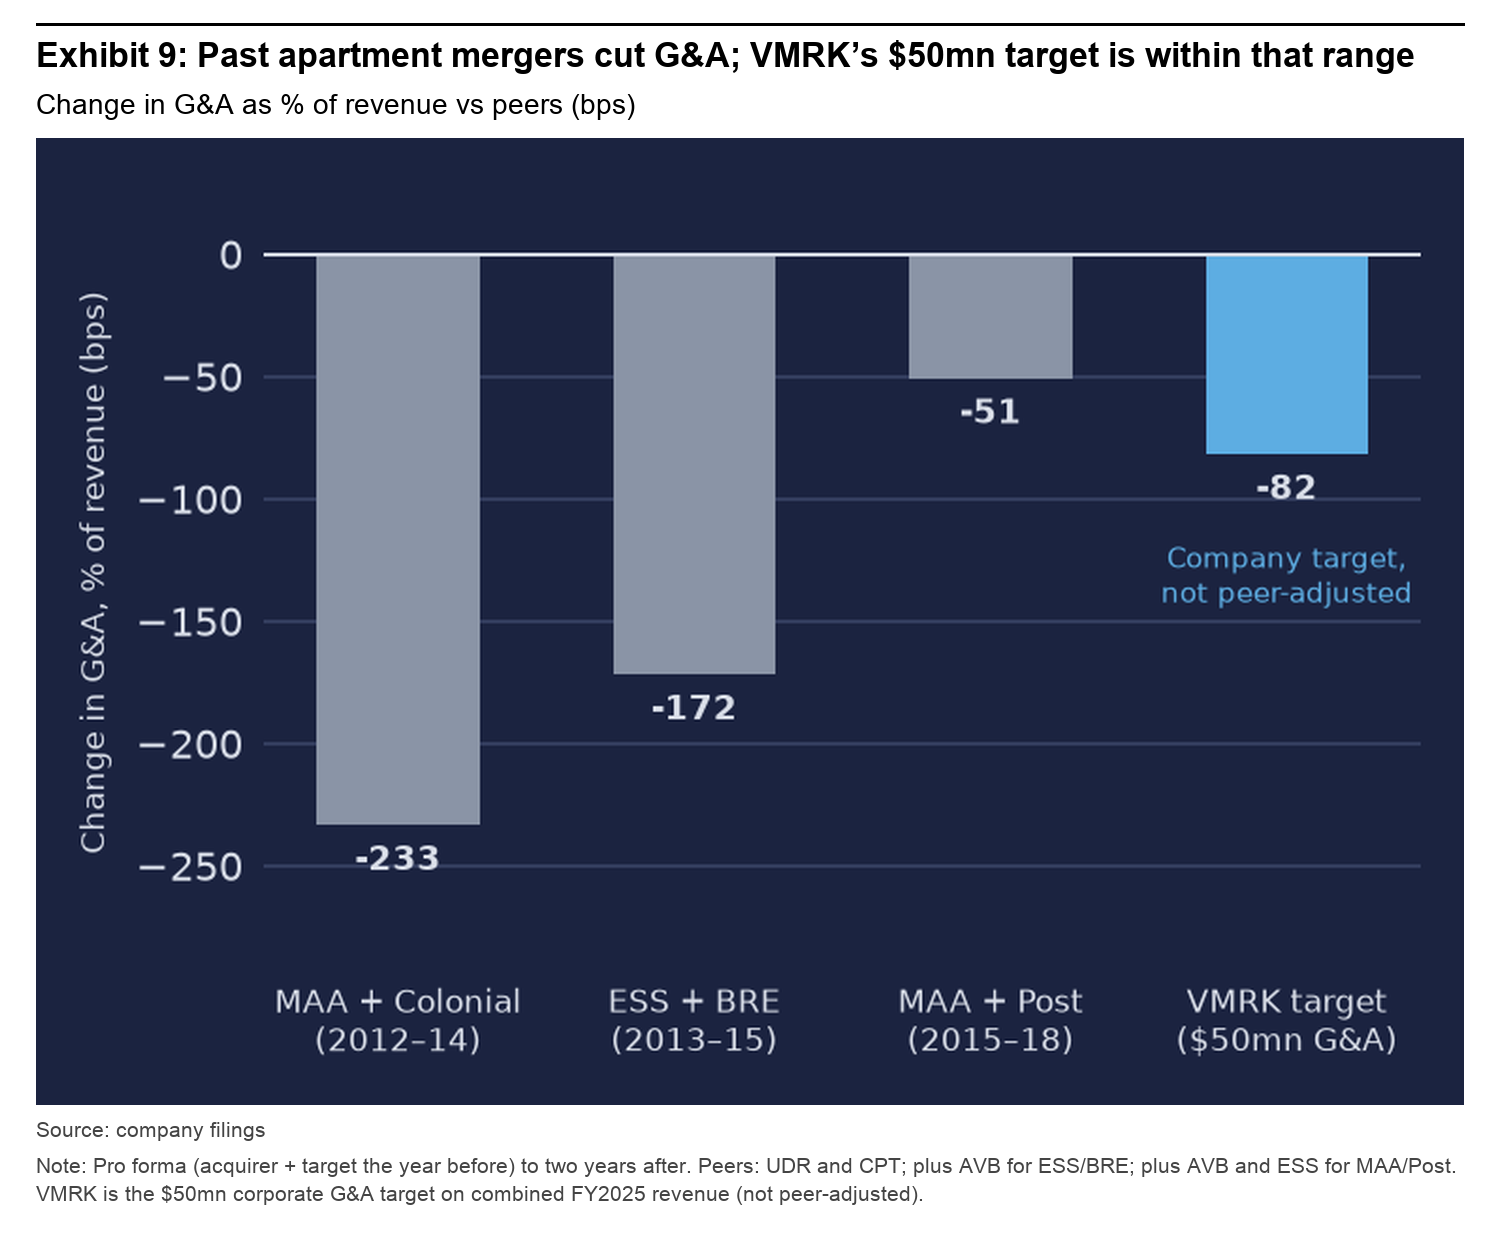 Exhibit 9: Past apartment mergers cut G&A; VMRK’s $50mn target is within that range
Change in G&A as % of revenue vs peers (bps)
Change in G&A, % of revenue (bps)
0
−50
−100
−150
−200
−250
-233
-172
-51
-82
Company target,
not peer-adjusted
MAA + Colonial
(2012–14)
ESS + BRE
(2013–15)
MAA + Post
(2015–18)
VMRK target
($50mn G&A)
Source: company filings
Note: Pro forma (acquirer + target the year before) to two years after. Peers: UDR and CPT; plus AVB for ESS/BRE; plus AVB and ESS for MAA/Post.
VMRK is the $50mn corporate G&A target on combined FY2025 revenue (not peer-adjusted).